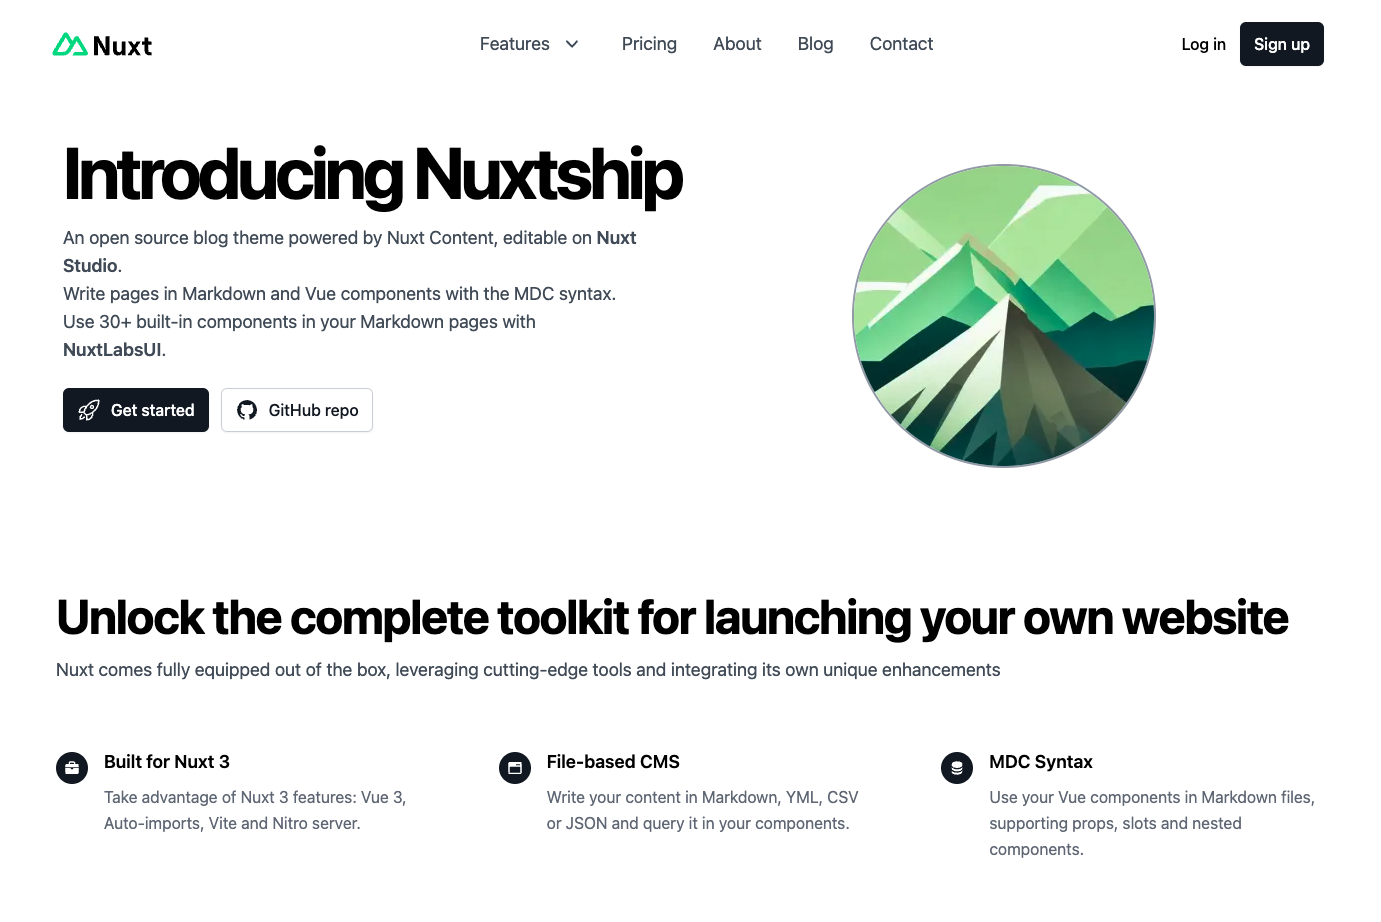 Nuxt
Features
Pricing
About
Blog
Contact
Log in
Sign up
Introducing Nuxtship
An open source blog theme powered by Nuxt Content, editable on Nuxt
Studio.
Write pages in Markdown and Vue components with the MDC syntax.
Use 30+ built-in components in your Markdown pages with
NuxtLabsUI.
Get started
GitHub repo
Unlock the complete toolkit for launching your own website
Nuxt comes fully equipped out of the box, leveraging cutting-edge tools and integrating its own unique enhancements
Built for Nuxt 3
Take advantage of Nuxt 3 features: Vue 3,
Auto-imports, Vite and Nitro server.
File-based CMS
Write your content in Markdown, YML, CSV
or JSON and query it in your components.
MDC Syntax
Use your Vue components in Markdown files,
supporting props, slots and nested
components.